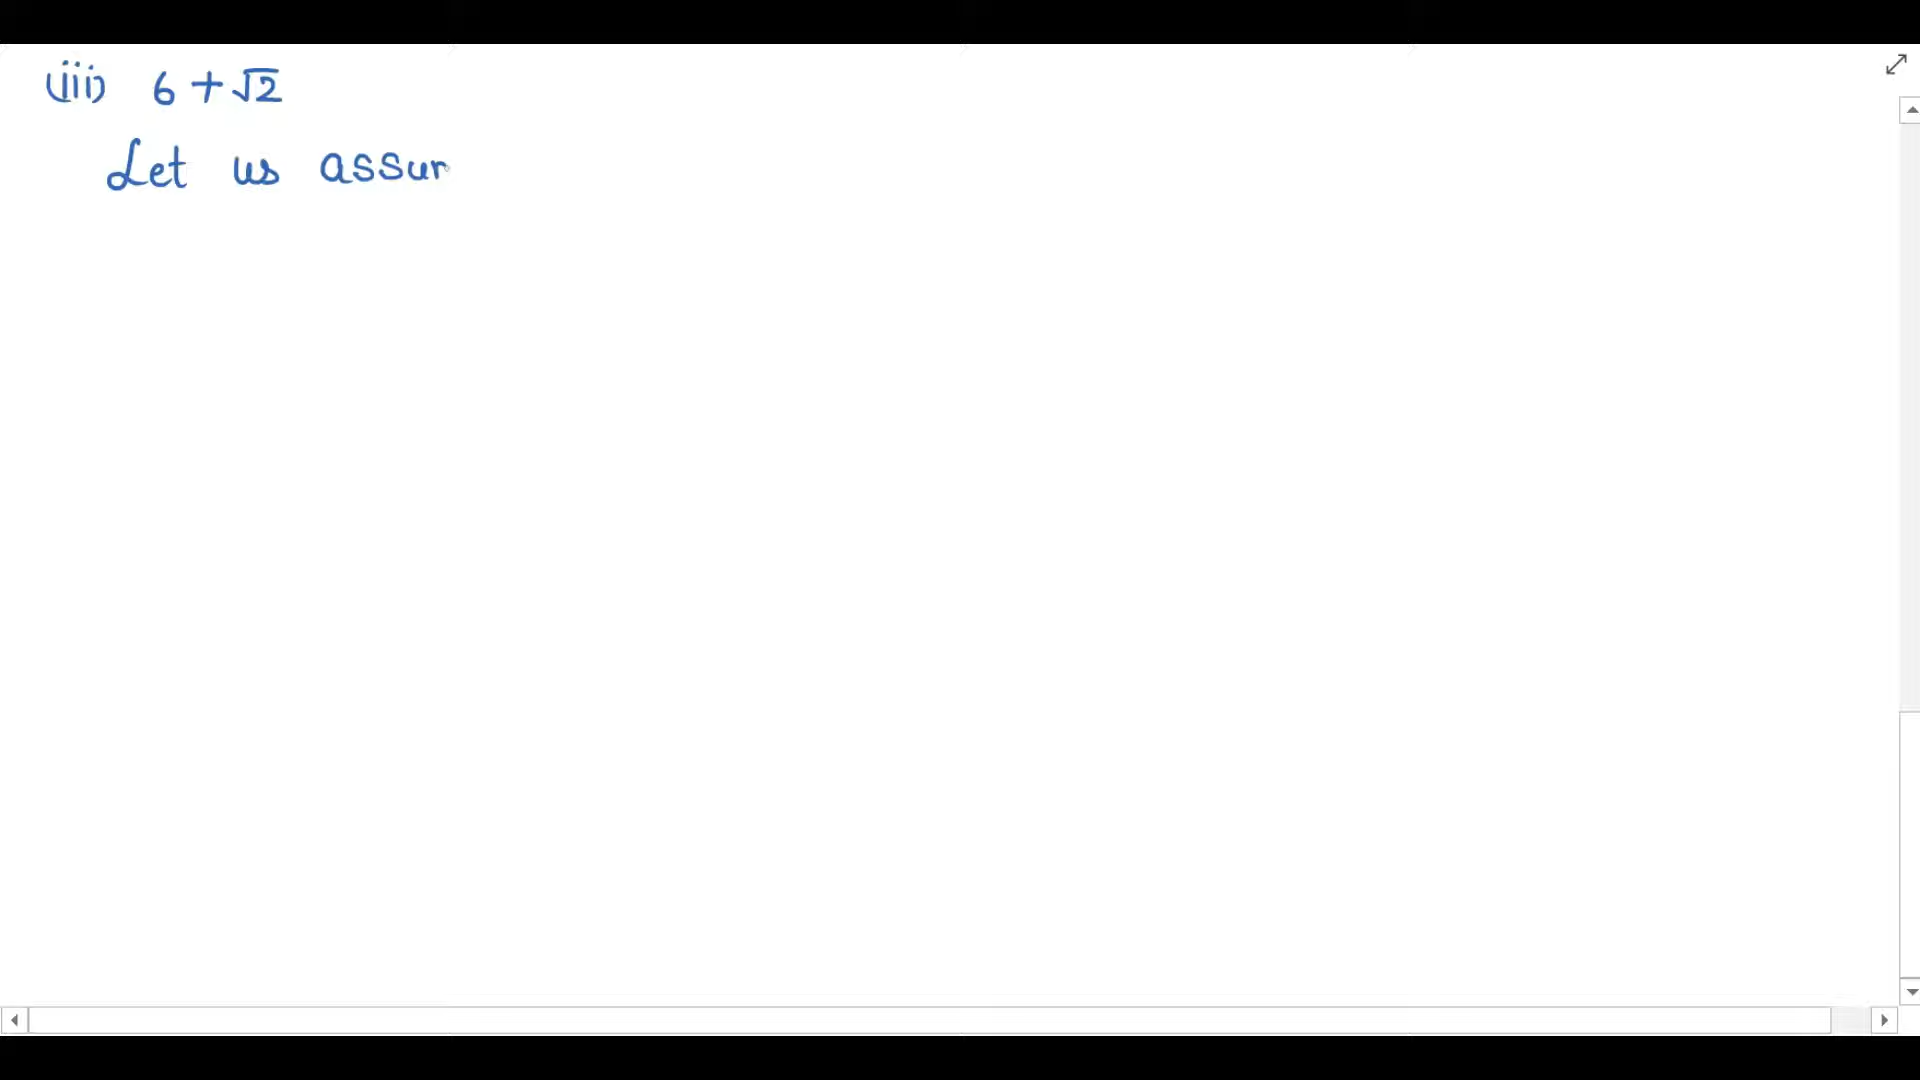 (iii) 6 + √2
Let us assur